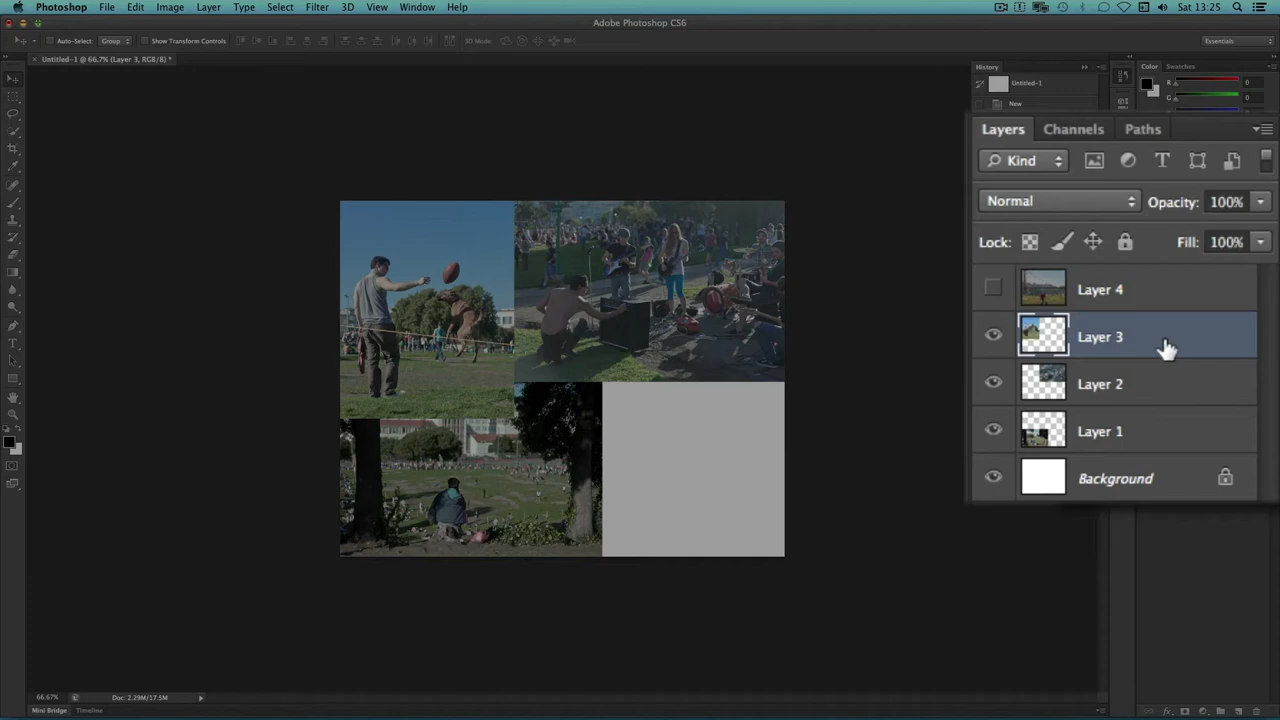 Photoshop File Edit Image Layer Type Select Filter 3D View Window Help Sat 13:25
Adobe Photoshop CS6
Auto-Select: Group Show Transform Controls 3D Mode: Essentials
× Untitled-1 @ 66.7% (Layer 3, RGB/8) *
History
Untitled-1
New
Color Swatches
R 0
G 0
0
Layers Channels Paths
Kind
Normal Opacity: 100%
Lock: Fill: 100%
Layer 4
Layer 3
Layer 2
Layer 1
Background
66.67% Doc: 2.29M/17.5M
Mini Bridge Timeline